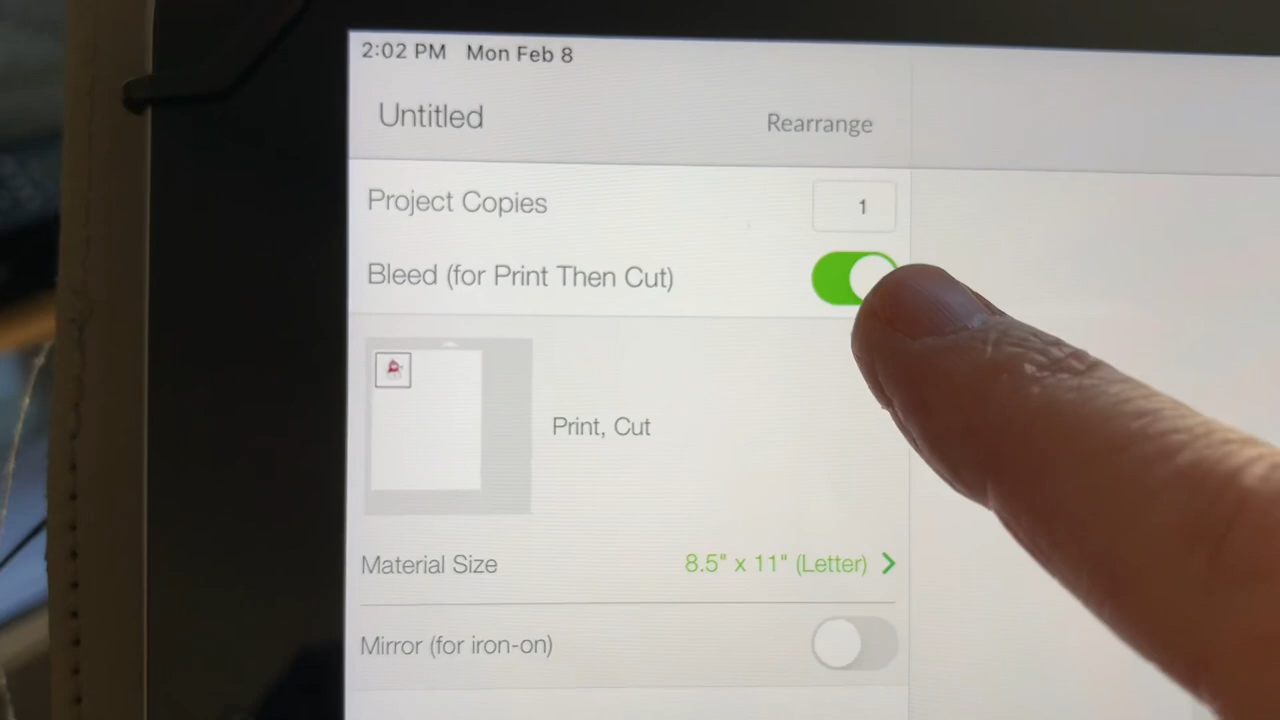 2:02 PM Mon Feb 8
Untitled Rearrange
Project Copies 1
Bleed (for Print Then Cut)
Print, Cut
Material Size 8.5" x 11" (Letter)
Mirror (for iron-on)